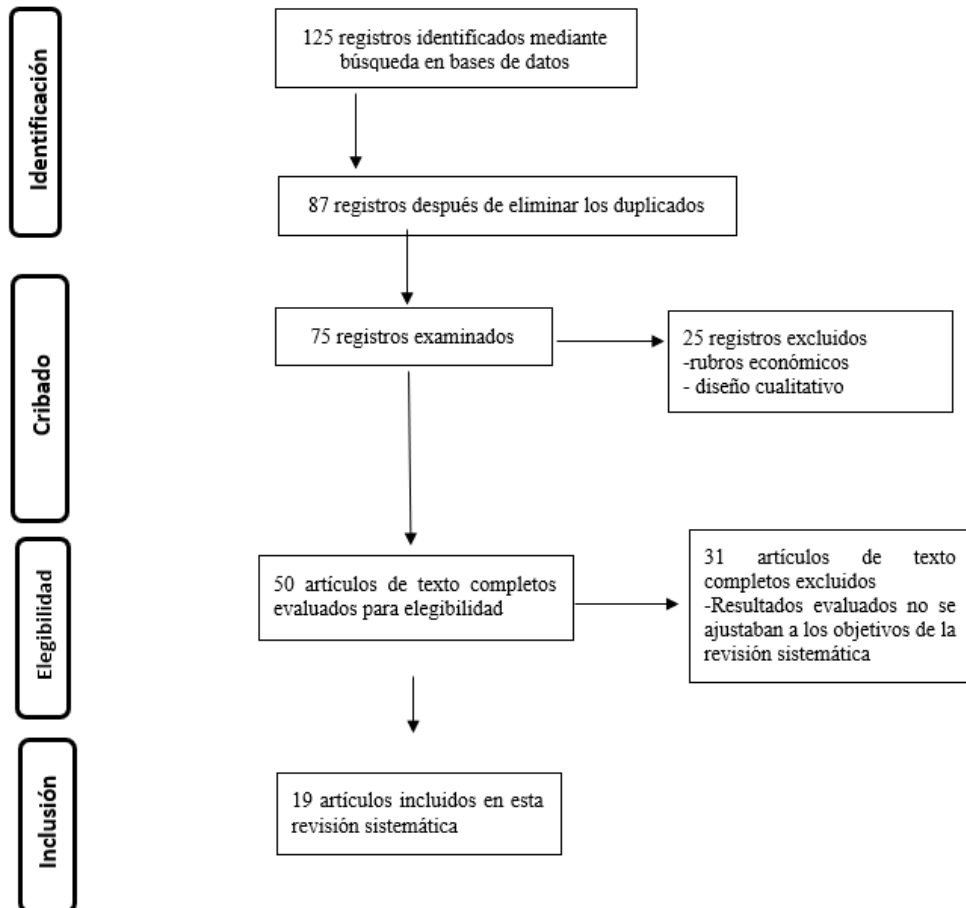 Identificación
125 registros identificados mediante
búsqueda en bases de datos
87 registros después de eliminar los duplicados
Cribado
75 registros examinados
25 registros excluidos
-rubros económicos
- diseño cualitativo
Elegibilidad
50 artículos de texto completos
evaluados para elegibilidad
31 artículos de texto
completos excluidos
-Resultados evaluados no se
ajustaban a los objetivos de la
revisión sistemática
Inclusión
19 artículos incluidos en esta
revisión sistemática